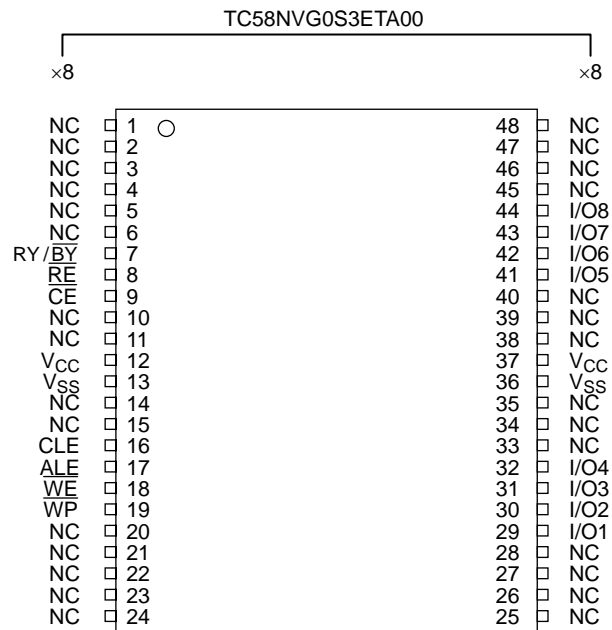 TC58NVG0S3ETA00
×8 ×8
NC 1 48 NC
NC 2 47 NC
NC 3 46 NC
NC 4 45 NC
NC 5 44 I/O8
NC 6 43 I/O7
RY/B̅Y̅ 7 42 I/O6
R̅E̅ 8 41 I/O5
C̅E̅ 9 40 NC
NC 10 39 NC
NC 11 38 NC
VCC 12 37 VCC
VSS 13 36 VSS
NC 14 35 NC
NC 15 34 NC
CLE 16 33 NC
ALE 17 32 I/O4
W̅E̅ 18 31 I/O3
W̅P̅ 19 30 I/O2
NC 20 29 I/O1
NC 21 28 NC
NC 22 27 NC
NC 23 26 NC
NC 24 25 NC